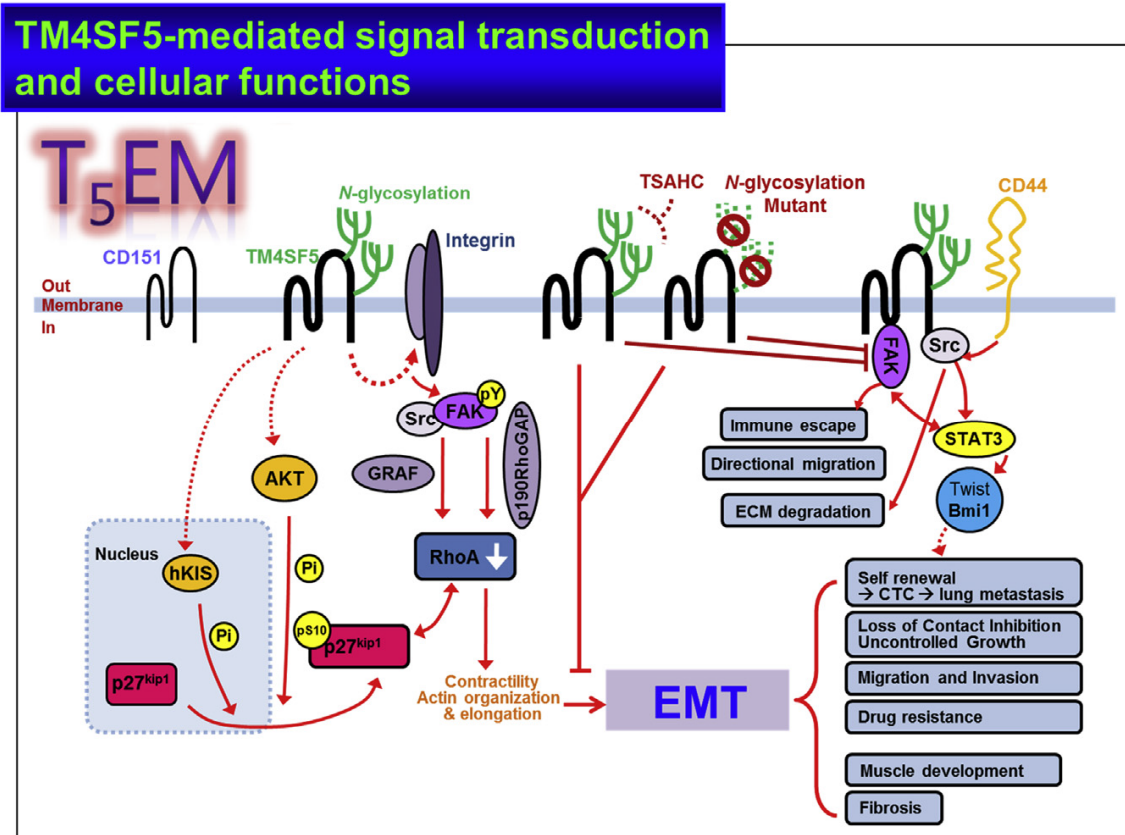 TM4SF5-mediated signal transduction
and cellular functions
T5EM
TSAHC
N-glycosylation
Mutant
CD44
N-glycosylation
Integrin
CD151
TM4SF5
Out
Membrane
In
FAK
Src
pY
Src
FAK
p190RhoGAP
GRAF
AKT
Immune escape
Directional migration
ECM degradation
STAT3
Twist
Bmi1
Nucleus
hKIS
Pi
RhoA
Pi
pS10
p27kip1
p27kip1
Contractility
Actin organization
& elongation
EMT
Self renewal
→ CTC → lung metastasis
Loss of Contact Inhibition
Uncontrolled Growth
Migration and Invasion
Drug resistance
Muscle development
Fibrosis